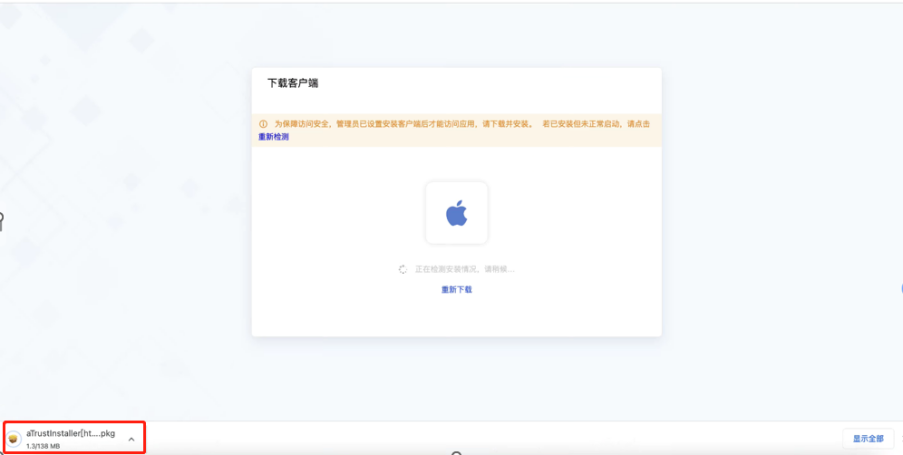 下载客户端
为保障访问安全，管理员已设置安装客户端后才能访问应用，请下载并安装。 若已安装但未正常启动，请点击
重新检测
正在检测安装情况，请稍候...
重新下载
aTrustInstaller[ht....pkg
1.3/138 MB
显示全部